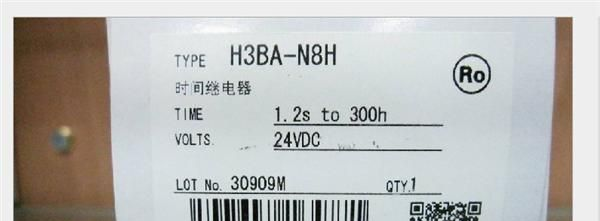 TYPE H3BA-N8H
Ro
时间继电器
TIME 1.2s to 300h
VOLTS. 24VDC
LOT No. 30909M QTY.1